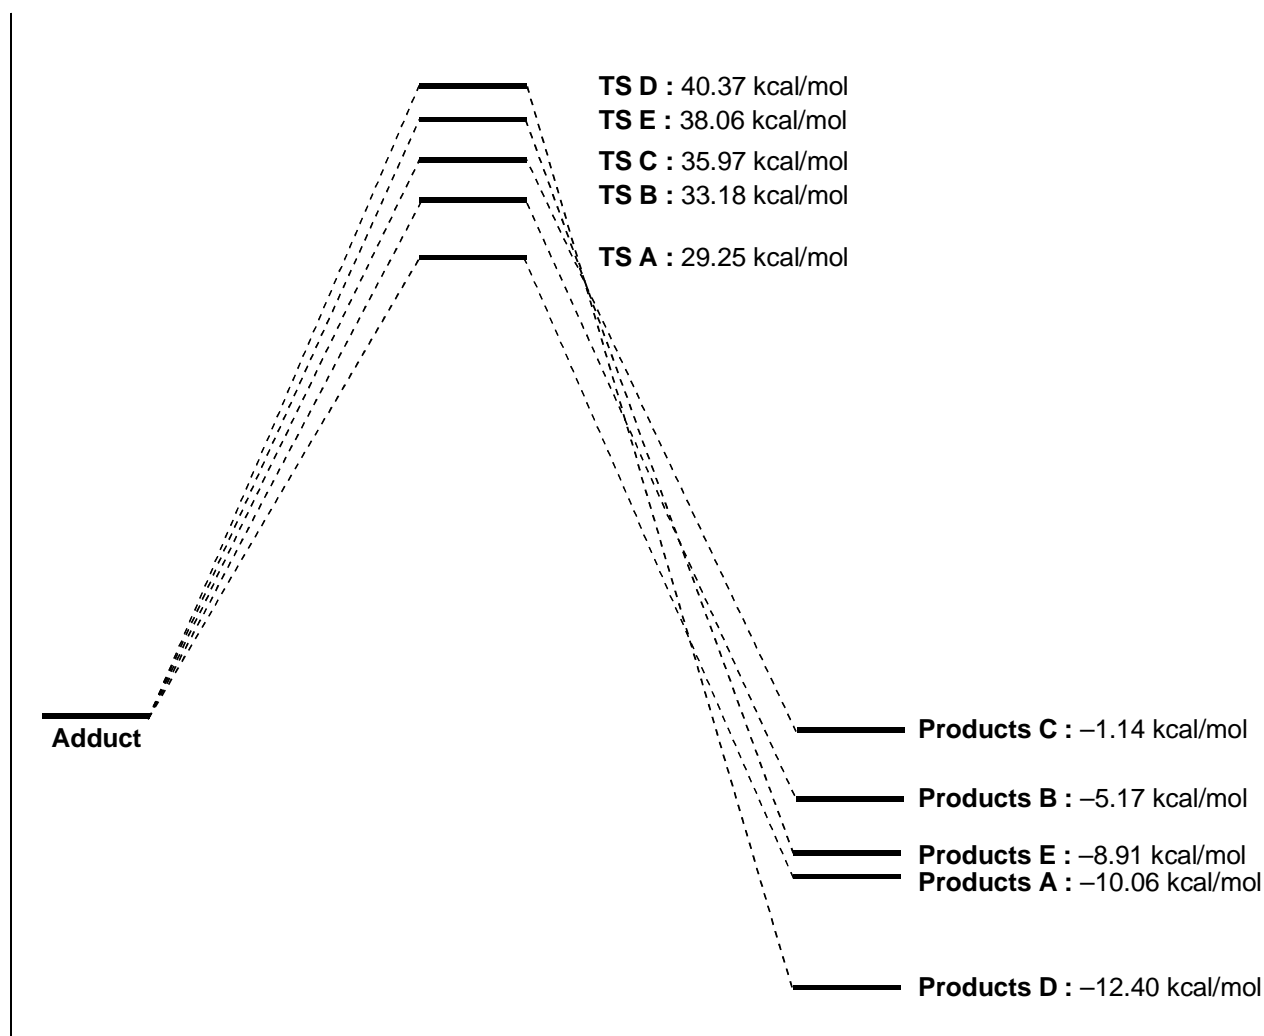 TS D : 40.37 kcal/mol
TS E : 38.06 kcal/mol
TS C : 35.97 kcal/mol
TS B : 33.18 kcal/mol
TS A : 29.25 kcal/mol
Adduct
Products C : –1.14 kcal/mol
Products B : –5.17 kcal/mol
Products E : –8.91 kcal/mol
Products A : –10.06 kcal/mol
Products D : –12.40 kcal/mol